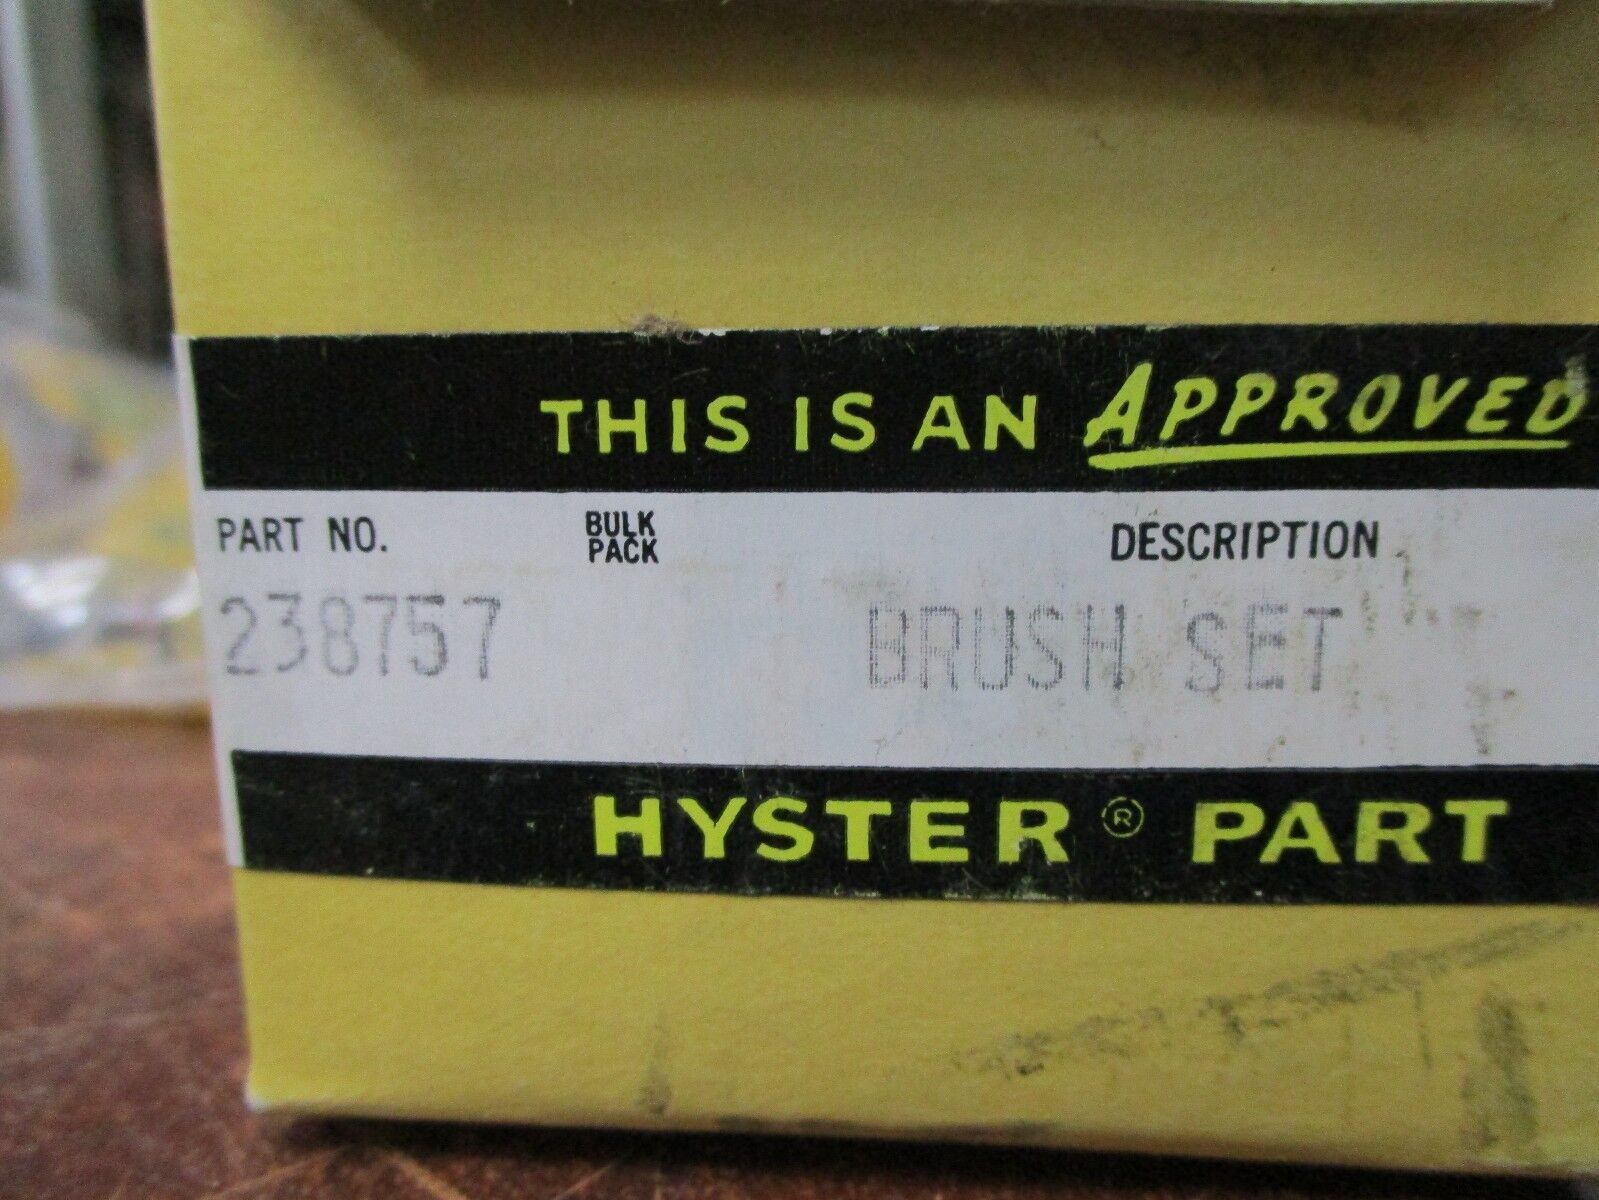 THIS IS AN APPROVED
PART NO. BULK PACK DESCRIPTION
238757 BRUSH SET
HYSTER® PART